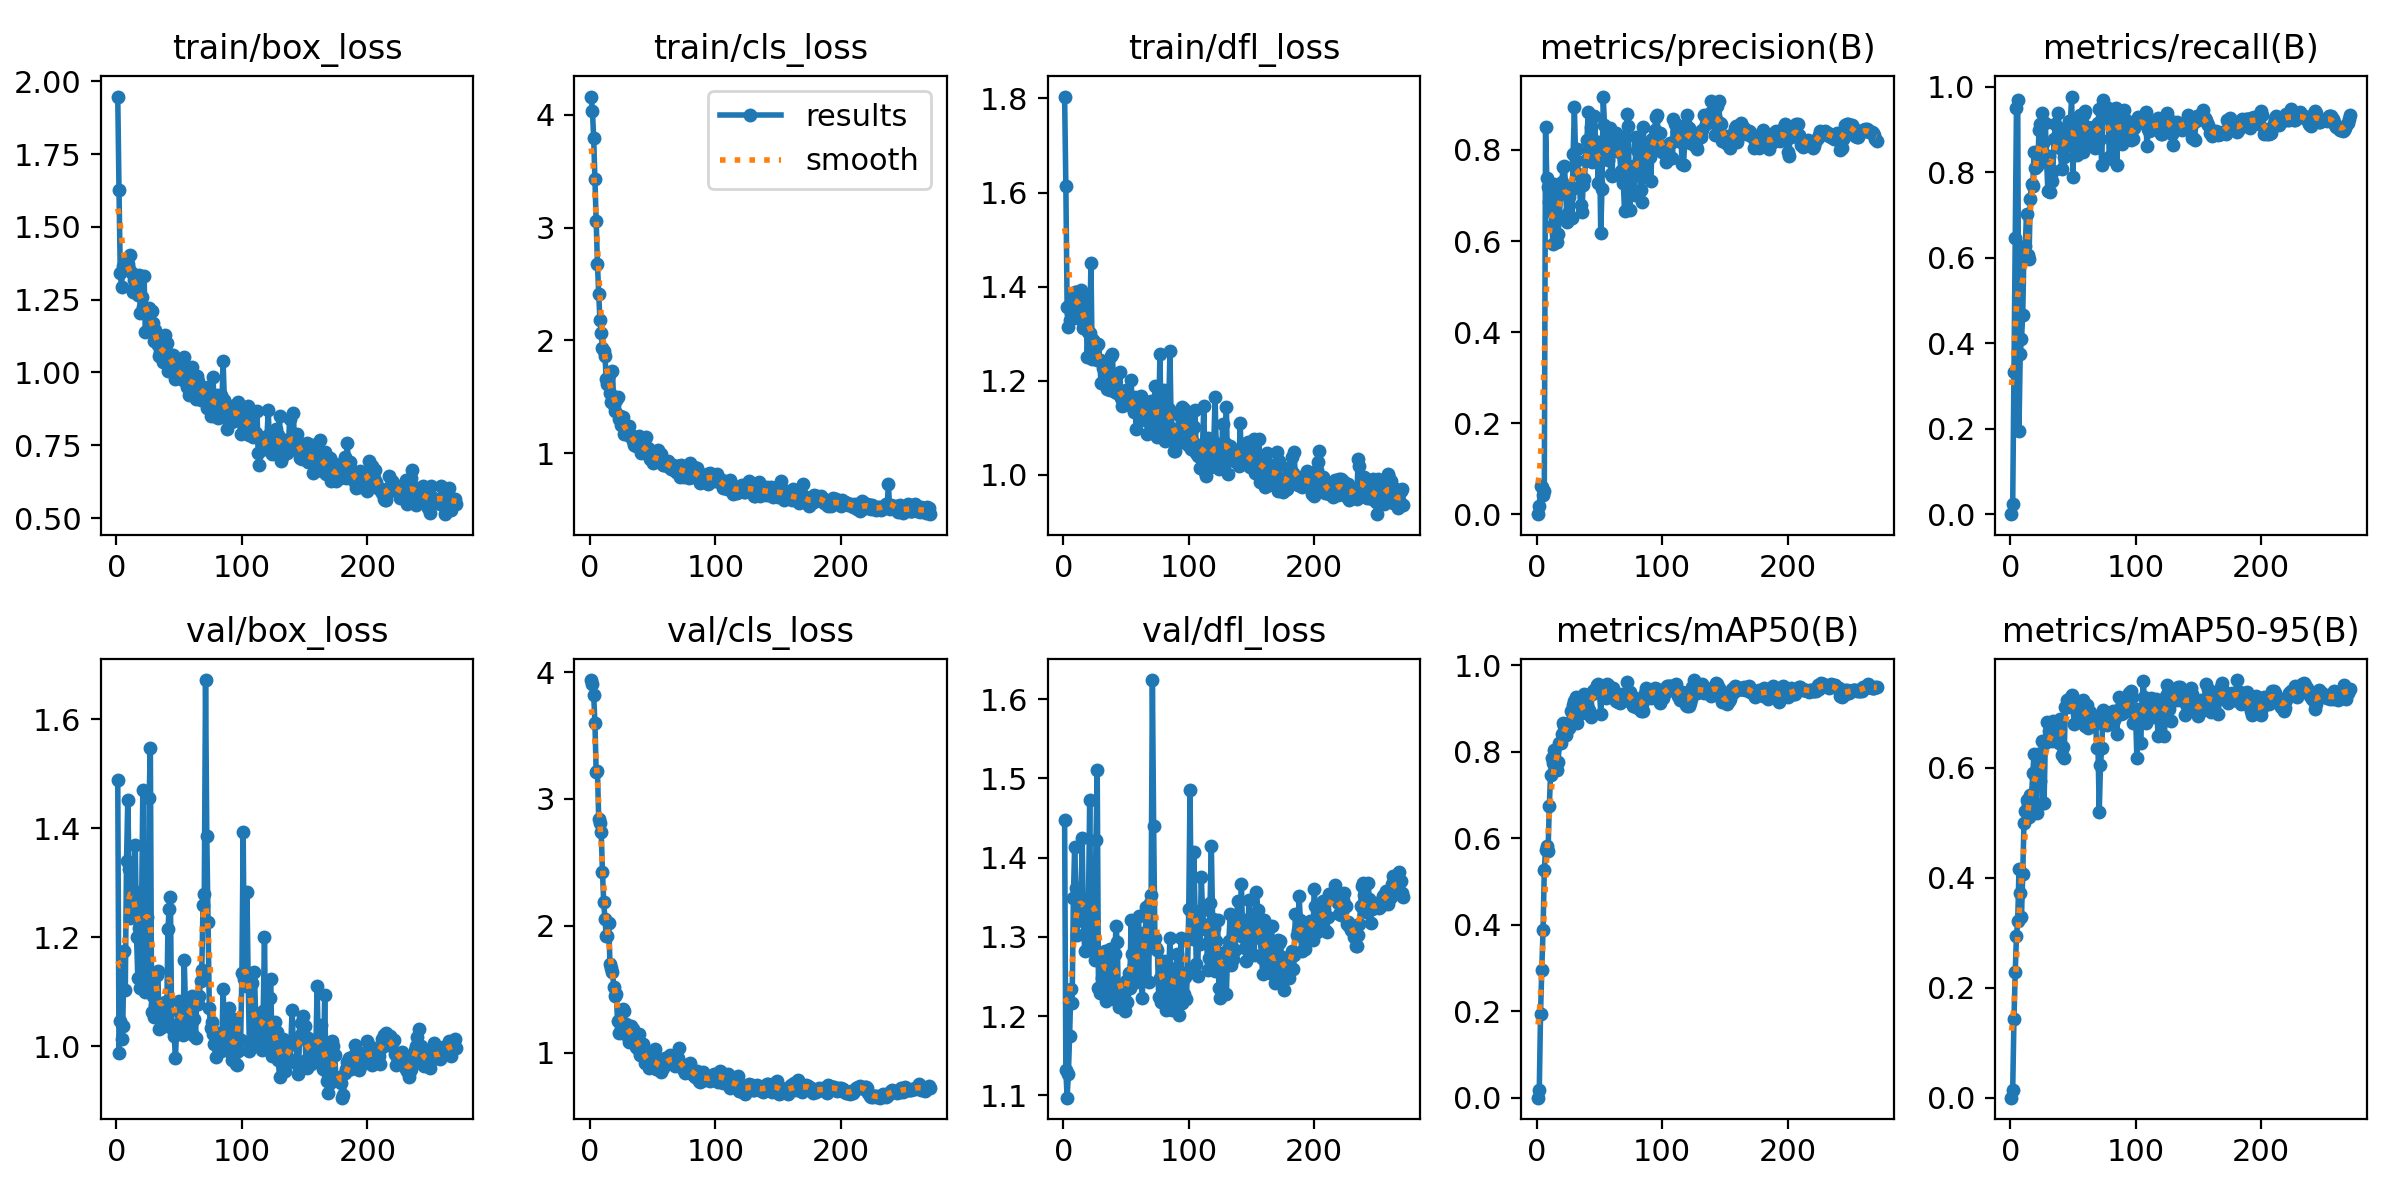 train/box_loss
train/cls_loss
train/dfl_loss
metrics/precision(B)
metrics/recall(B)
2.00
1.75
1.50
1.25
1.00
0.75
0.50
0 100 200
4
3
2
1
0 100 200
results
smooth
1.8
1.6
1.4
1.2
1.0
0 100 200
0.8
0.6
0.4
0.2
0.0
0 100 200
1.0
0.8
0.6
0.4
0.2
0.0
0 100 200
val/box_loss
val/cls_loss
val/dfl_loss
metrics/mAP50(B)
metrics/mAP50-95(B)
1.6
1.4
1.2
1.0
0 100 200
4
3
2
1
0 100 200
1.6
1.5
1.4
1.3
1.2
1.1
0 100 200
1.0
0.8
0.6
0.4
0.2
0.0
0 100 200
0.6
0.4
0.2
0.0
0 100 200